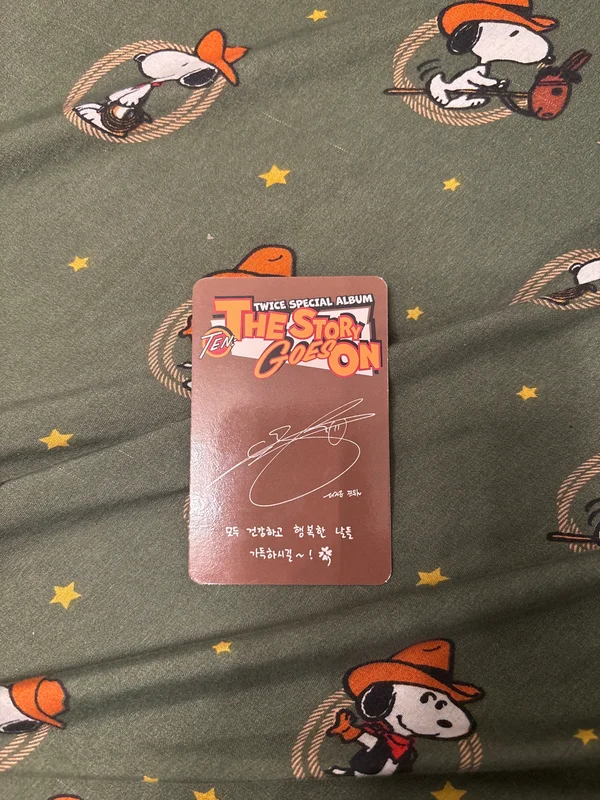 TWICE SPECIAL ALBUM
TEN:
THE STORY
GOES ON
모두 건강하고 행복한 날들
가득하시길~!